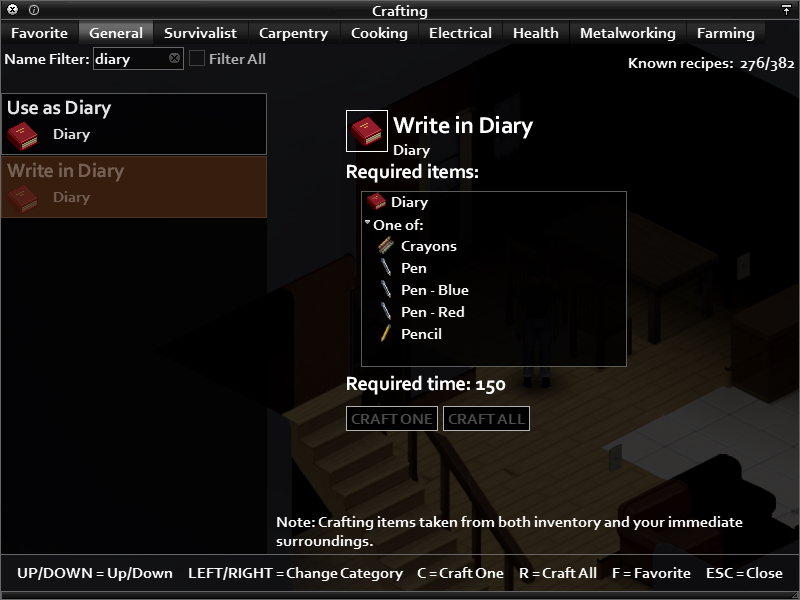 Crafting
Favorite General Survivalist Carpentry Cooking Electrical Health Metalworking Farming
Name Filter: diary Filter All
Known recipes: 276/382
Use as Diary
Diary
Write in Diary
Diary
Write in Diary
Diary
Required items:
Diary
One of:
Crayons
Pen
Pen - Blue
Pen - Red
Pencil
Required time: 150
CRAFT ONE CRAFT ALL
Note: Crafting items taken from both inventory and your immediate
surroundings.
UP/DOWN = Up/Down LEFT/RIGHT = Change Category C = Craft One R = Craft All F = Favorite ESC = Close